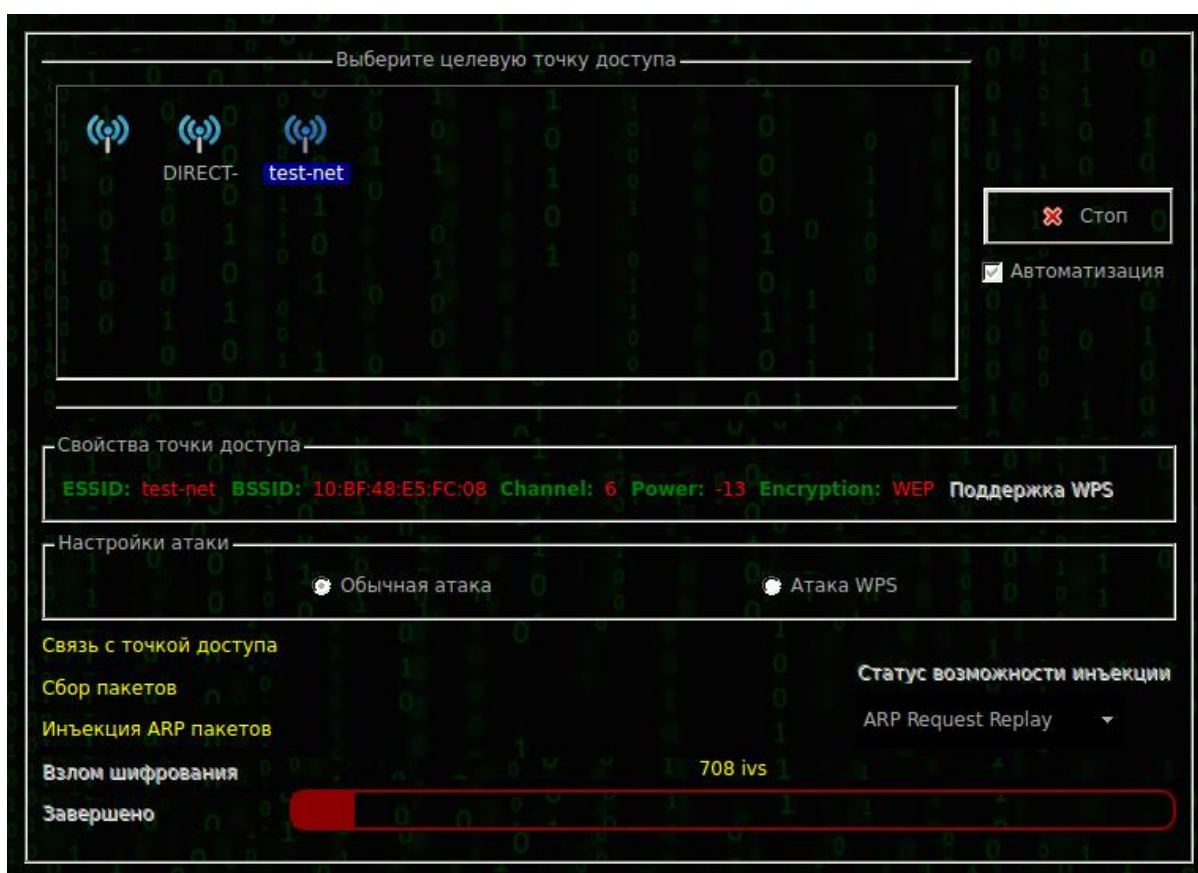 Выберите целевую точку доступа
DIRECT- test-net
Стоп
Автоматизация
Свойства точки доступа
ESSID: test-net BSSID: 10:BF:48:E5:FC:08 Channel: 6 Power: -13 Encryption: WEP Поддержка WPS
Настройки атаки
Обычная атака Атака WPS
Связь с точкой доступа
Статус возможности инъекции
Сбор пакетов
ARP Request Replay
Инъекция ARP пакетов
Взлом шифрования 708 ivs
Завершено